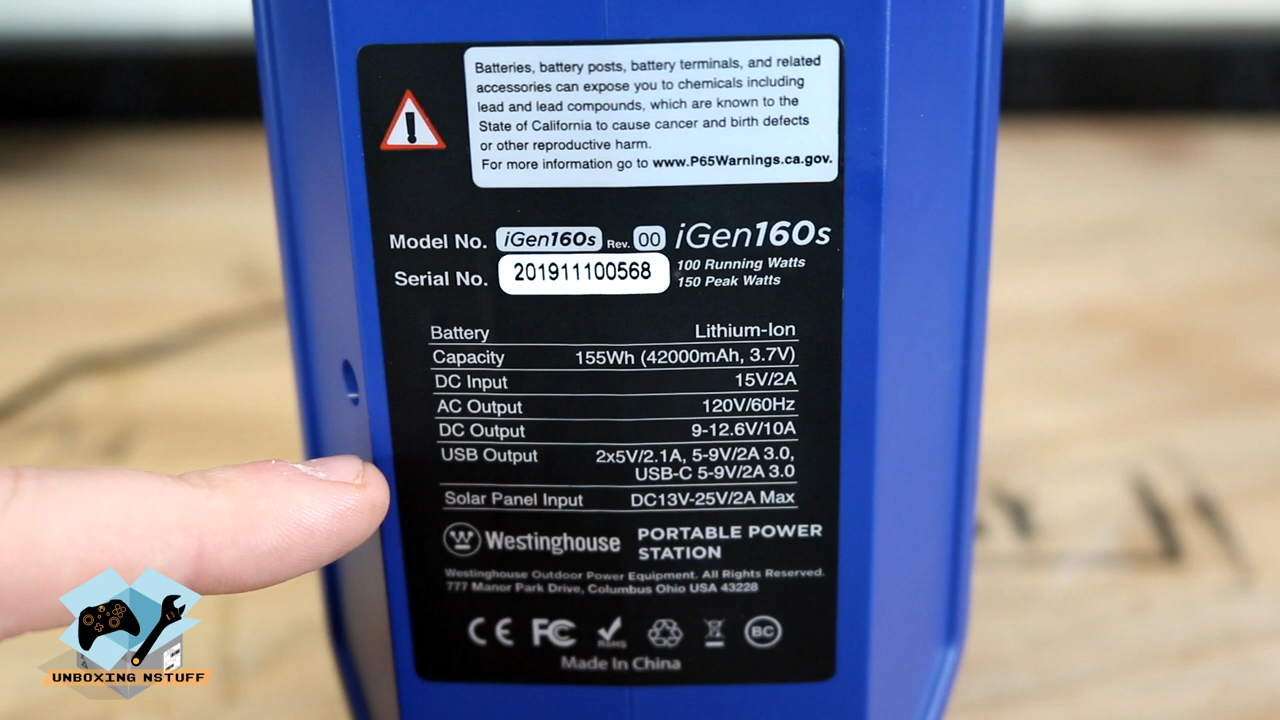 Batteries, battery posts, battery terminals, and related
accessories can expose you to chemicals including
lead and lead compounds, which are known to the
State of California to cause cancer and birth defects
or other reproductive harm.
For more information go to www.P65Warnings.ca.gov.
Model No. iGen160s Rev. 00 iGen160s
Serial No. 201911100568
100 Running Watts
150 Peak Watts
Battery Lithium-Ion
Capacity 155Wh (42000mAh, 3.7V)
DC Input 15V/2A
AC Output 120V/60Hz
DC Output 9-12.6V/10A
USB Output 2x5V/2.1A, 5-9V/2A 3.0,
USB-C 5-9V/2A 3.0
Solar Panel Input DC13V-25V/2A Max
W Westinghouse PORTABLE POWER
STATION
Westinghouse Outdoor Power Equipment. All Rights Reserved.
777 Manor Park Drive, Columbus Ohio USA 43228
CE FC RoHS BC
Made In China
UNBOXING NSTUFF